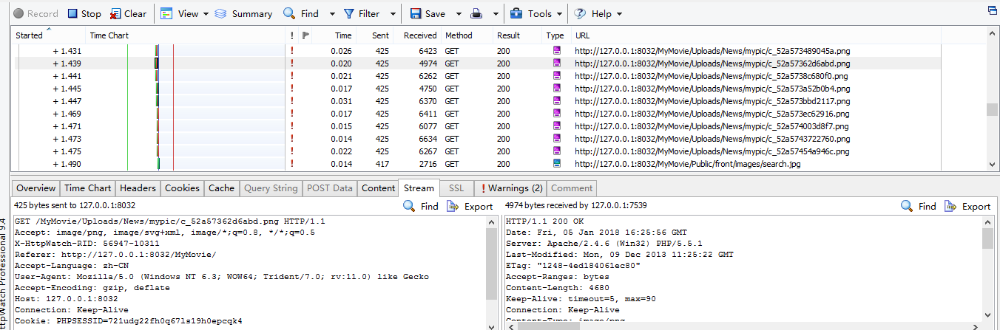 Record Stop Clear View Summary Find Filter Save Tools Help
Started Time Chart ! Time Sent Received Method Result Type URL
+ 1.431 ! 0.026 425 6423 GET 200 http://127.0.0.1:8032/MyMovie/Uploads/News/mypic/c_52a573489045a.png
+ 1.439 ! 0.020 425 4974 GET 200 http://127.0.0.1:8032/MyMovie/Uploads/News/mypic/c_52a57362d6abd.png
+ 1.441 ! 0.021 425 6262 GET 200 http://127.0.0.1:8032/MyMovie/Uploads/News/mypic/c_52a5738c680f0.png
+ 1.445 ! 0.017 425 4750 GET 200 http://127.0.0.1:8032/MyMovie/Uploads/News/mypic/c_52a573a52b0b4.png
+ 1.447 ! 0.031 425 6370 GET 200 http://127.0.0.1:8032/MyMovie/Uploads/News/mypic/c_52a573bbd2117.png
+ 1.469 ! 0.017 425 6411 GET 200 http://127.0.0.1:8032/MyMovie/Uploads/News/mypic/c_52a573ec62916.png
+ 1.471 ! 0.015 425 6077 GET 200 http://127.0.0.1:8032/MyMovie/Uploads/News/mypic/c_52a574003d8f7.png
+ 1.473 ! 0.014 425 6634 GET 200 http://127.0.0.1:8032/MyMovie/Uploads/News/mypic/c_52a5743722760.png
+ 1.475 ! 0.022 425 6267 GET 200 http://127.0.0.1:8032/MyMovie/Uploads/News/mypic/c_52a57454a946c.png
+ 1.490 ! 0.014 417 2716 GET 200 http://127.0.0.1:8032/MyMovie/Public/front/images/search.jpg
Overview Time Chart Headers Cookies Cache Query String POST Data Content Stream SSL ! Warnings (2) Comment
425 bytes sent to 127.0.0.1:8032 Find Export
GET /MyMovie/Uploads/News/mypic/c_52a57362d6abd.png HTTP/1.1
Accept: image/png, image/svg+xml, image/*;q=0.8, */*;q=0.5
X-HttpWatch-RID: 56947-10311
Referer: http://127.0.0.1:8032/MyMovie/
Accept-Language: zh-CN
User-Agent: Mozilla/5.0 (Windows NT 6.3; WOW64; Trident/7.0; rv:11.0) like Gecko
Accept-Encoding: gzip, deflate
Host: 127.0.0.1:8032
Connection: Keep-Alive
Cookie: PHPSESSID=721udg22fh0q67ls19h0epcqk4
4974 bytes received by 127.0.0.1:7539 Find Export
HTTP/1.1 200 OK
Date: Fri, 05 Jan 2018 16:25:56 GMT
Server: Apache/2.4.6 (Win32) PHP/5.5.1
Last-Modified: Mon, 09 Dec 2013 11:25:22 GMT
ETag: "1248-4ed184061ec80"
Accept-Ranges: bytes
Content-Length: 4680
Keep-Alive: timeout=5, max=90
Connection: Keep-Alive
Content-Type: image/png
ttpWatch Professional 9.4